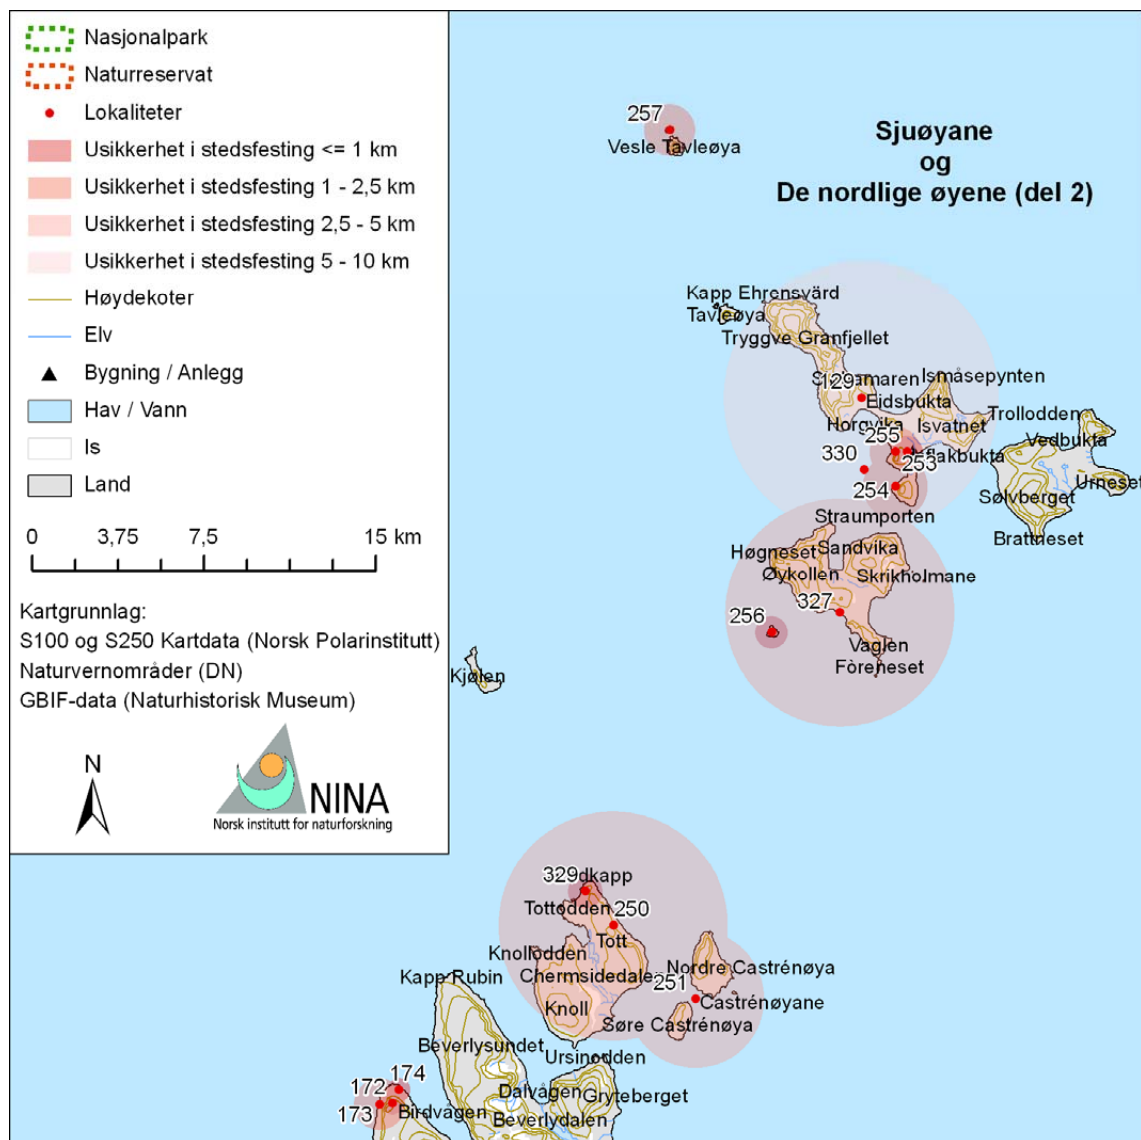 Nasjonalpark
Naturreservat
Lokaliteter
Usikkerhet i stedsfesting <= 1 km
Usikkerhet i stedsfesting 1 - 2,5 km
Usikkerhet i stedsfesting 2,5 - 5 km
Usikkerhet i stedsfesting 5 - 10 km
Høydekoter
Elv
Bygning / Anlegg
Hav / Vann
Is
Land
0 3,75 7,5 15 km
Kartgrunnlag:
S100 og S250 Kartdata (Norsk Polarinstitutt)
Naturvernområder (DN)
GBIF-data (Naturhistorisk Museum)
N
NINA
Norsk institutt for naturforskning
Sjuøyane
og
De nordlige øyene (del 2)
257
Vesle Tavleøya
Kapp Ehrensvärd
Tavleøya
Tryggve Granfjellet
129
Ismåsepynten
Eidsbukta
Trollodden
Horgvika
Isvatnet
255
Vedbukta
330
253
254
Sølvberget
Urneset
Straumporten
Brattneset
Høgneset
Sandvika
Øykollen
Skrikholmane
327
256
Vaglen
Fòreneset
Kjølen
329
Tottodden
250
Tott
Knollodden
Nordre Castrénøya
Kapp Rubin
Chermsidedalen
251
Castrénøyane
Knoll
Søre Castrénøya
Beverlysundet
Ursinodden
172
174
Dalvågen
Gryteberget
173
Birdvågen
Beverlydalen